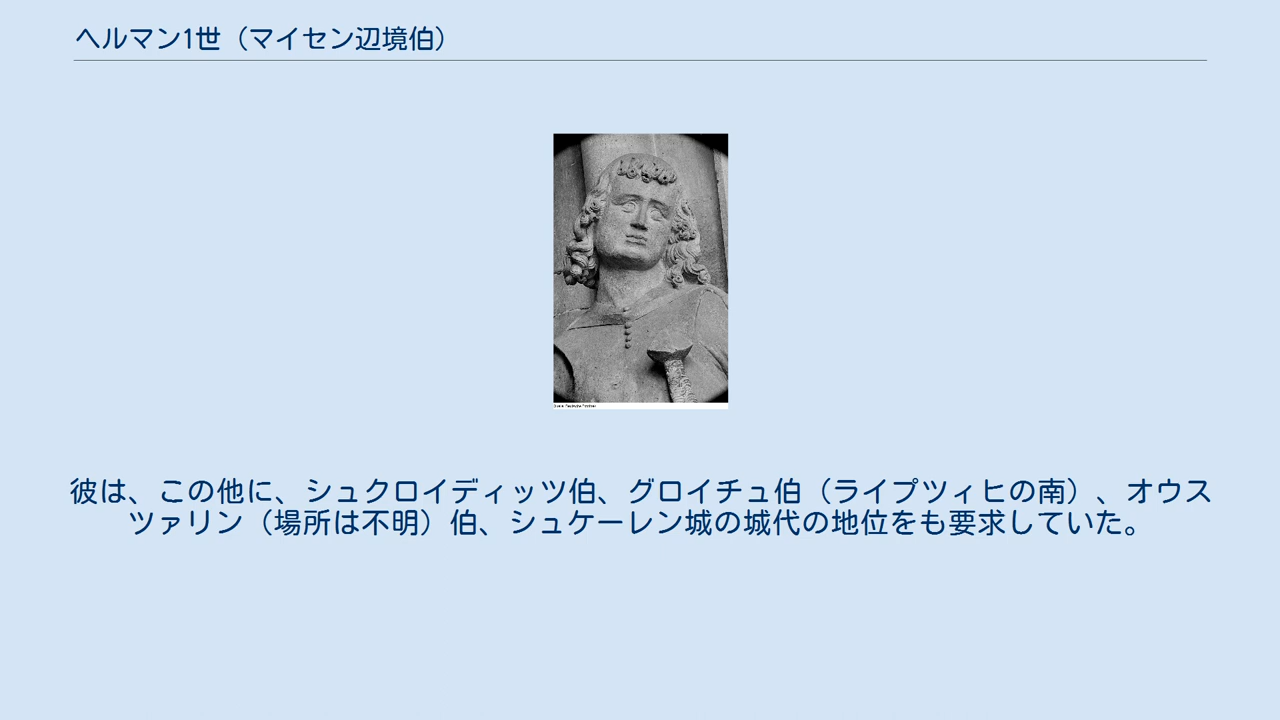 ヘルマン1世（マイセン辺境伯）
彼は、この他に、シュクロイディッツ伯、グロイチュ伯（ライプツィヒの南）、オウス
ツァリン（場所は不明）伯、シュケーレン城の城代の地位をも要求していた。